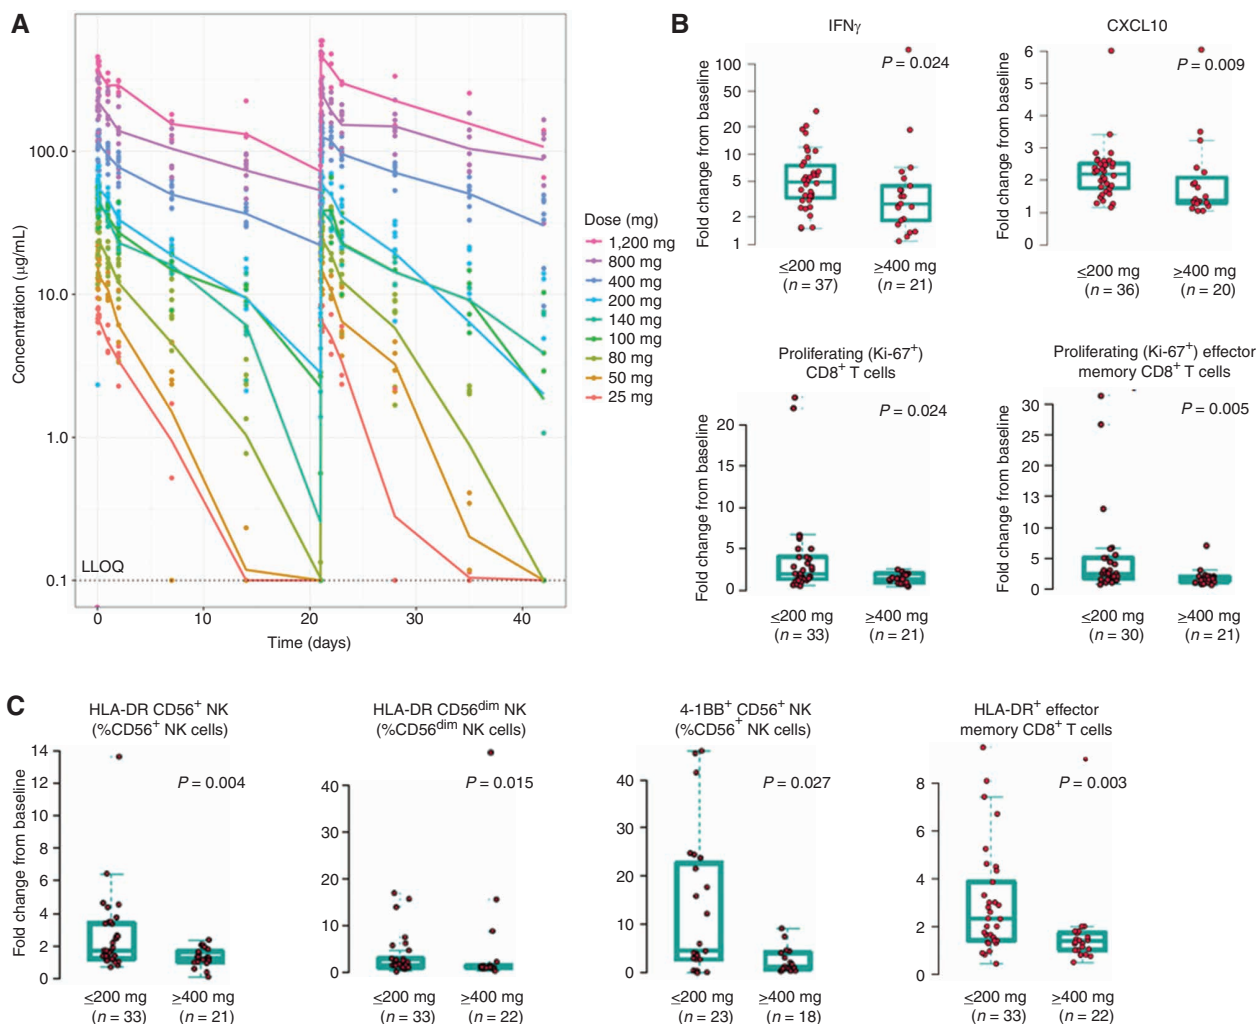 A
Concentration (µg/mL)
100.0
10.0
1.0
0.1
LLOQ
0
10
20
30
40
Time (days)
Dose (mg)
1,200 mg
800 mg
400 mg
200 mg
140 mg
100 mg
80 mg
50 mg
25 mg
B
IFNγ
Fold change from baseline
100
50
20
10
5
2
1
P = 0.024
≤200 mg
(n = 37)
≥400 mg
(n = 21)
CXCL10
Fold change from baseline
6
5
4
3
2
1
0
P = 0.009
≤200 mg
(n = 36)
≥400 mg
(n = 20)
Proliferating (Ki-67+)
CD8+ T cells
Fold change from baseline
20
15
10
5
0
P = 0.024
≤200 mg
(n = 33)
≥400 mg
(n = 21)
Proliferating (Ki-67+) effector
memory CD8+ T cells
Fold change from baseline
30
25
20
13
10
5
0
P = 0.005
≤200 mg
(n = 30)
≥400 mg
(n = 21)
C
HLA-DR CD56+ NK
(%CD56+ NK cells)
Fold change from baseline
14
12
10
8
6
4
2
0
P = 0.004
≤200 mg
(n = 33)
≥400 mg
(n = 21)
HLA-DR CD56dim NK
(%CD56dim NK cells)
40
30
20
10
0
P = 0.015
≤200 mg
(n = 33)
≥400 mg
(n = 22)
4-1BB+ CD56+ NK
(%CD56+ NK cells)
40
30
20
10
0
P = 0.027
≤200 mg
(n = 23)
≥400 mg
(n = 18)
HLA-DR+ effector
memory CD8+ T cells
8
6
4
2
0
P = 0.003
≤200 mg
(n = 33)
≥400 mg
(n = 22)